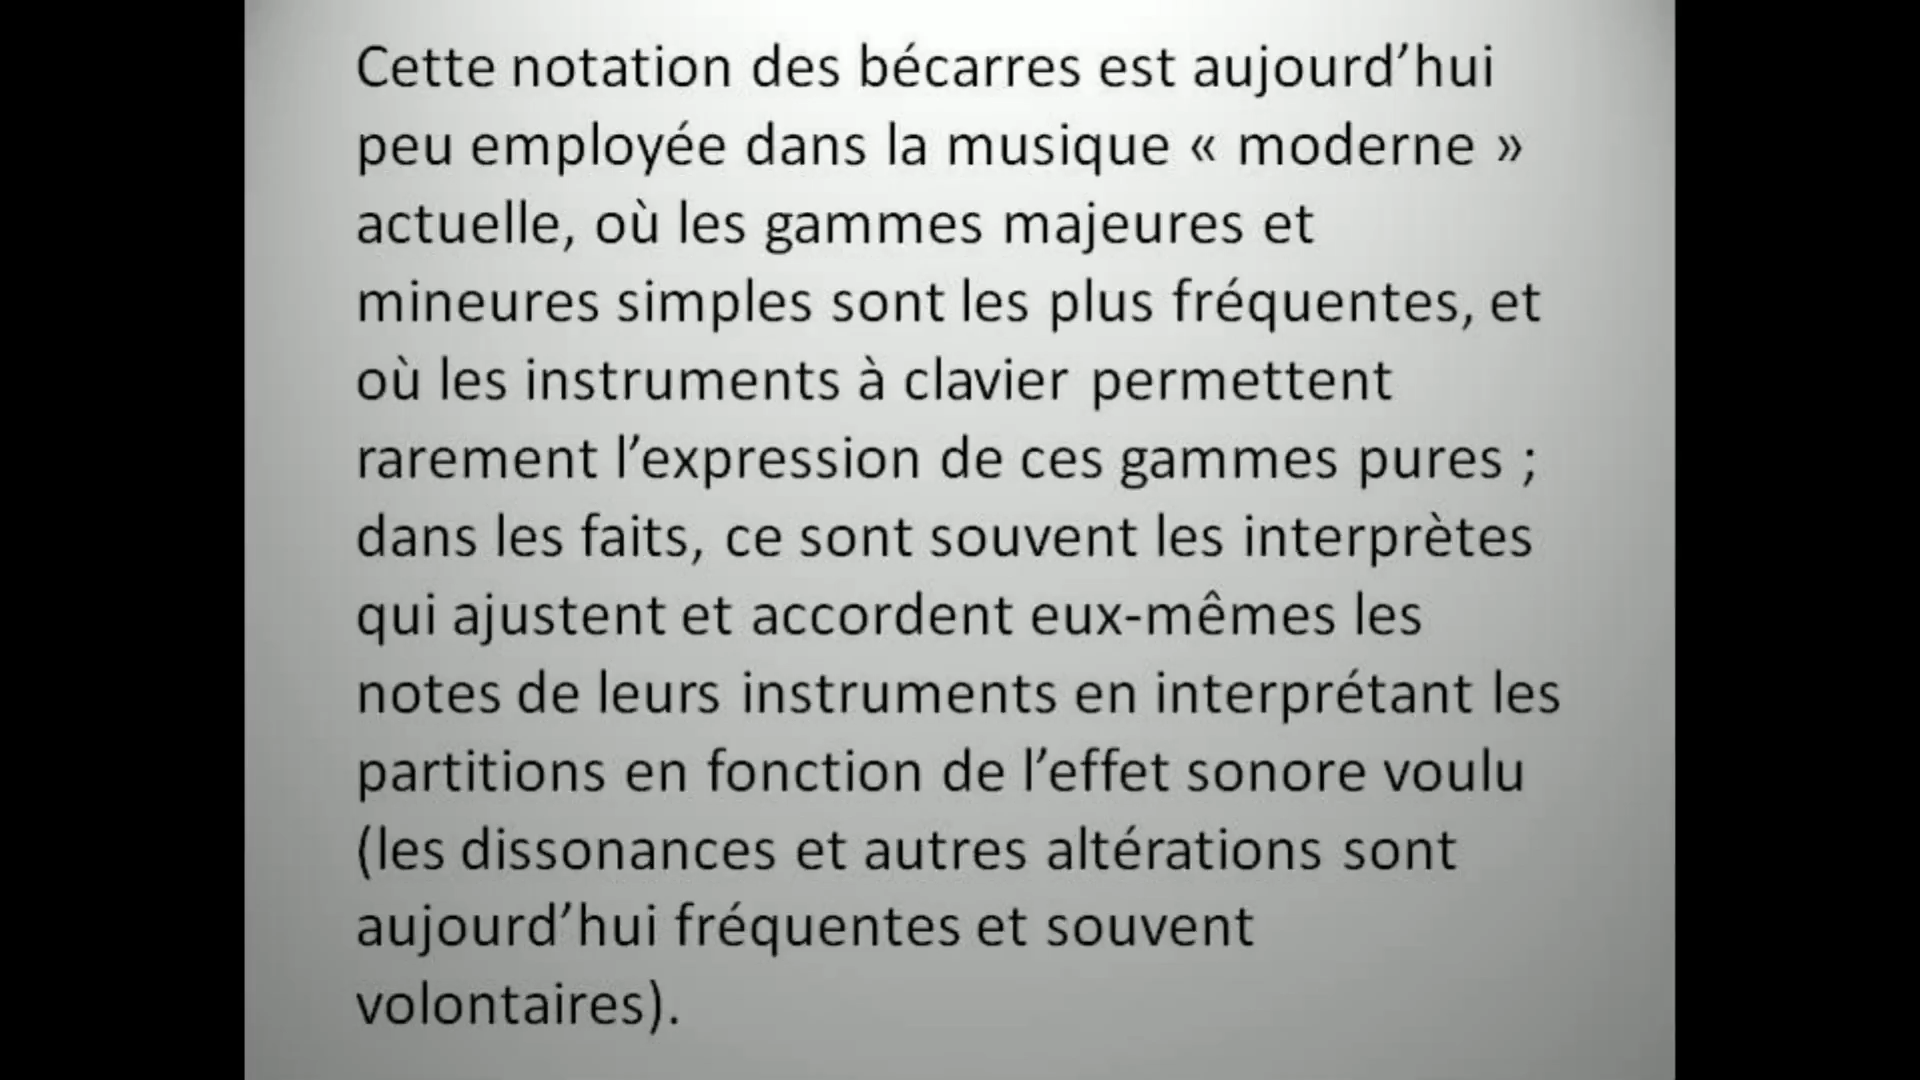 Cette notation des bécarres est aujourd’hui
peu employée dans la musique « moderne »
actuelle, où les gammes majeures et
mineures simples sont les plus fréquentes, et
où les instruments à clavier permettent
rarement l’expression de ces gammes pures ;
dans les faits, ce sont souvent les interprètes
qui ajustent et accordent eux-mêmes les
notes de leurs instruments en interprétant les
partitions en fonction de l’effet sonore voulu
(les dissonances et autres altérations sont
aujourd’hui fréquentes et souvent
volontaires).